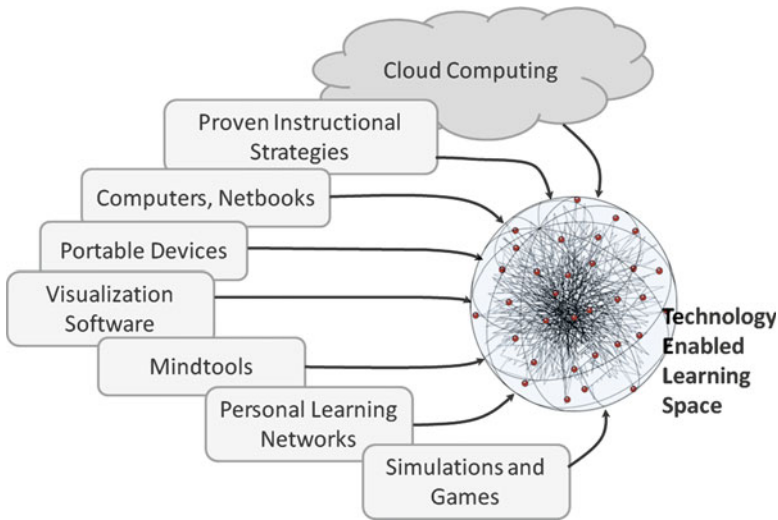 Cloud Computing
Proven Instructional
Strategies
Computers, Netbooks
Portable Devices
Visualization
Software
Mindtools
Personal Learning
Networks
Simulations and
Games
Technology
Enabled
Learning
Space